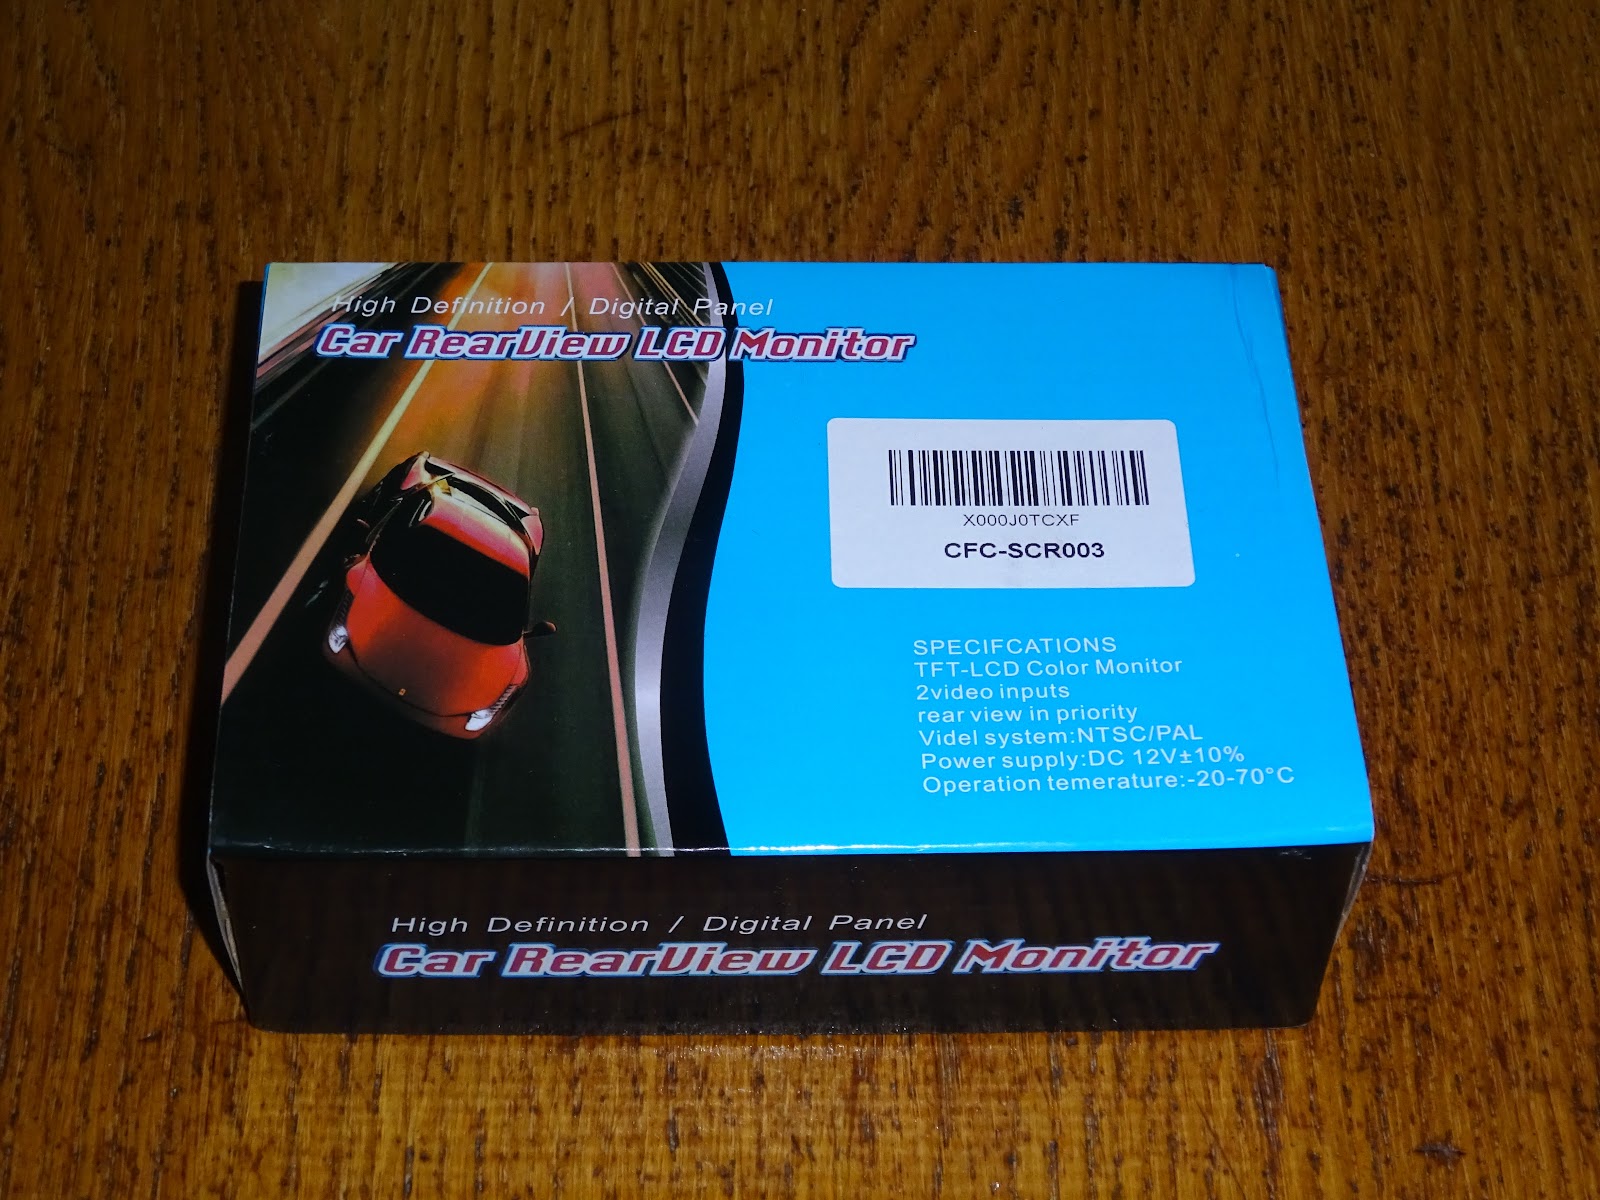 High Definition / Digital Panel
Car RearView LCD Monitor
X000J0TCXF
CFC-SCR003
SPECIFCATIONS
TFT-LCD Color Monitor
2video inputs
rear view in priority
Videl system:NTSC/PAL
Power supply:DC 12V±10%
Operation temerature:-20-70°C
High Definition / Digital Panel
Car RearView LCD Monitor